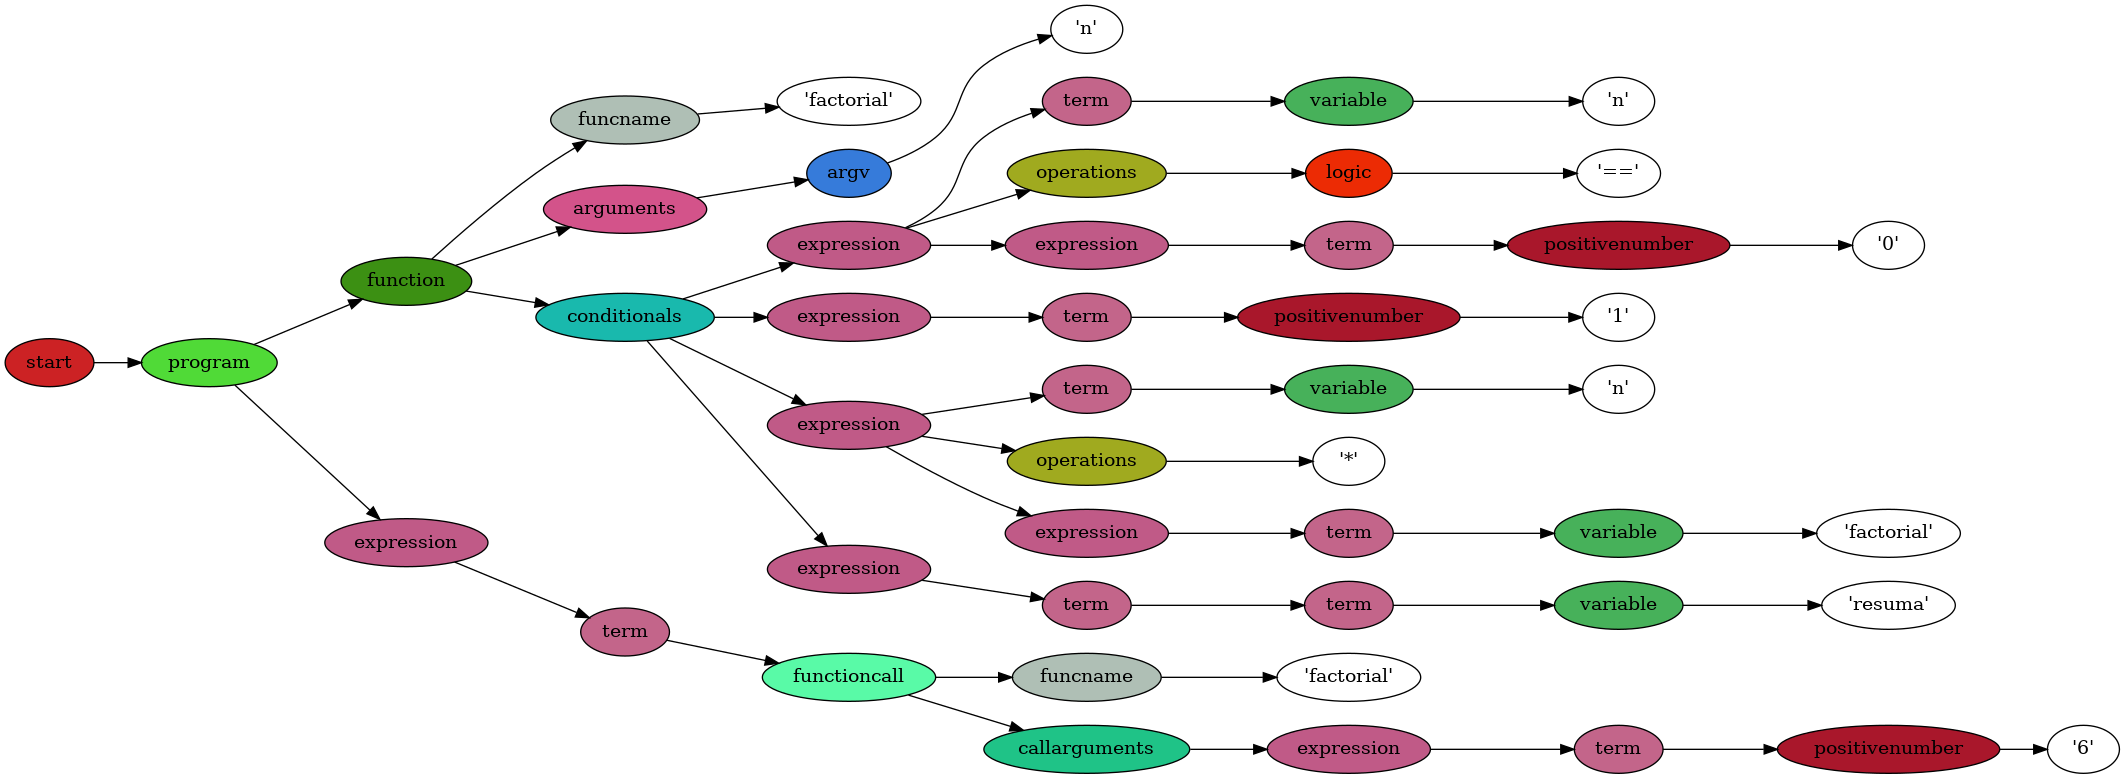 'n'
'factorial'
term
variable
'n'
funcname
argv
operations
logic
'=='
arguments
expression
expression
term
positivenumber
'0'
function
conditionals
expression
term
positivenumber
'1'
start
program
term
variable
'n'
expression
operations
'*'
expression
expression
term
variable
'factorial'
expression
term
term
variable
'resuma'
term
functioncall
funcname
'factorial'
callarguments
expression
term
positivenumber
'6'